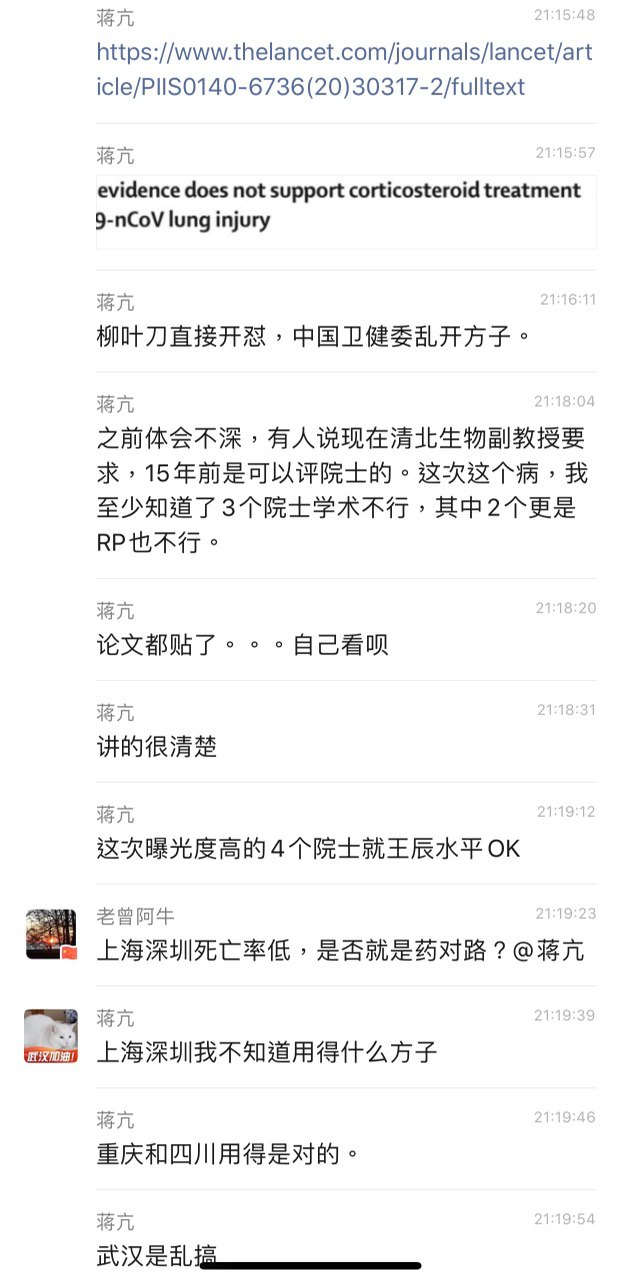 蒋亢 21:15:48
https://www.thelancet.com/journals/lancet/art
icle/PIIS0140-6736(20)30317-2/fulltext
蒋亢 21:15:57
evidence does not support corticosteroid treatment
9-nCoV lung injury
蒋亢 21:16:11
柳叶刀直接开怼，中国卫健委乱开方子。
蒋亢 21:18:04
之前体会不深，有人说现在清北生物副教授要
求，15年前是可以评院士的。这次这个病，我
至少知道了3个院士学术不行，其中2个更是
RP也不行。
蒋亢 21:18:20
论文都贴了。。。自己看呗
蒋亢 21:18:31
讲的很清楚
蒋亢 21:19:12
这次曝光度高的4个院士就王辰水平OK
老曾阿牛 21:19:23
上海深圳死亡率低，是否就是药对路？@蒋亢
蒋亢 21:19:39
武汉加油!
上海深圳我不知道用得什么方子
蒋亢 21:19:46
重庆和四川用得是对的。
蒋亢 21:19:54
武汉是乱搞